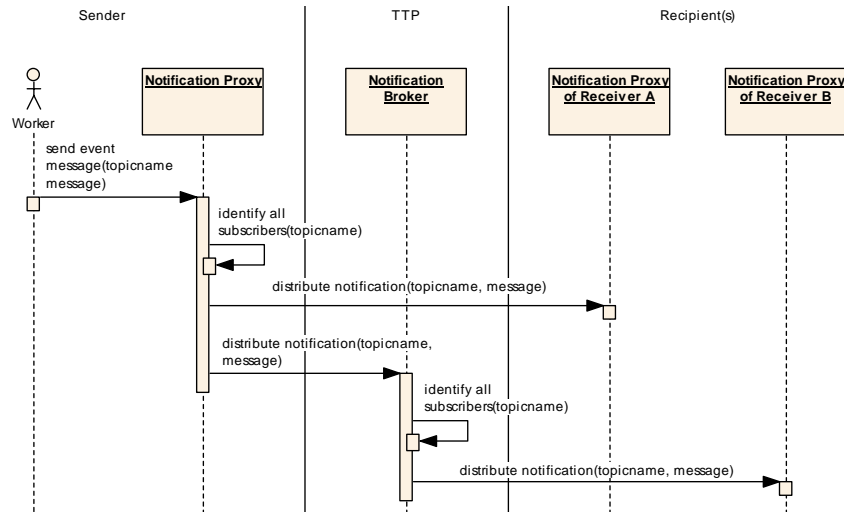 Sender
TTP
Recipient(s)
Notification Proxy
Notification
Broker
Notification Proxy
of Receiver A
Notification Proxy
of Receiver B
Worker
send event
message(topicname
message)
identify all
subscribers(topicname)
distribute notification(topicname, message)
distribute notification(topicname,
message)
identify all
subscribers(topicname)
distribute notification(topicname, message)